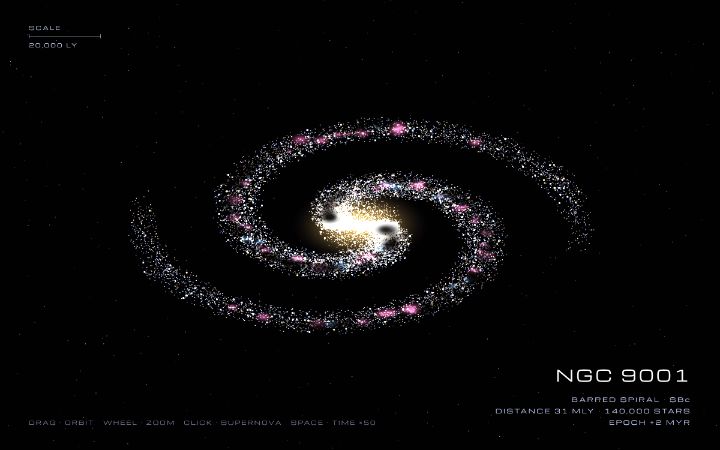 SCALE
20,000 LY
NGC 9001
BARRED SPIRAL · SBc
DISTANCE 31 MLY · 140,000 STARS
EPOCH +2 MYR
DRAG · ORBIT WHEEL · ZOOM CLICK · SUPERNOVA SPACE · TIME ×50